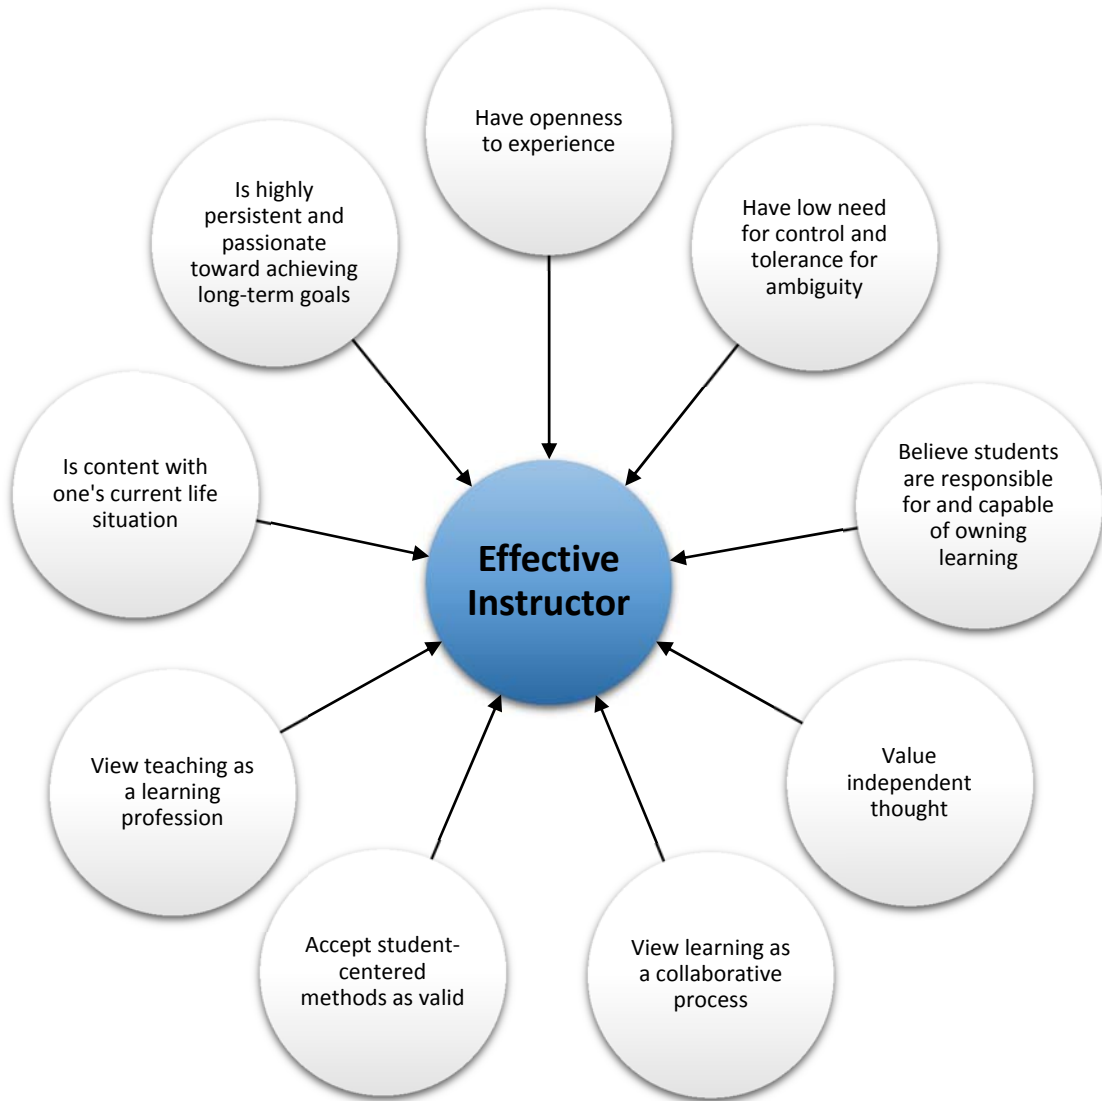 Have openness
to experience
Have low need
for control and
tolerance for
ambiguity
Believe students
are responsible
for and capable
of owning
learning
Value
independent
thought
View learning as
a collaborative
process
Accept student-
centered
methods as valid
View teaching as
a learning
profession
Is content with
one's current life
situation
Is highly
persistent and
passionate
toward achieving
long-term goals
Effective
Instructor